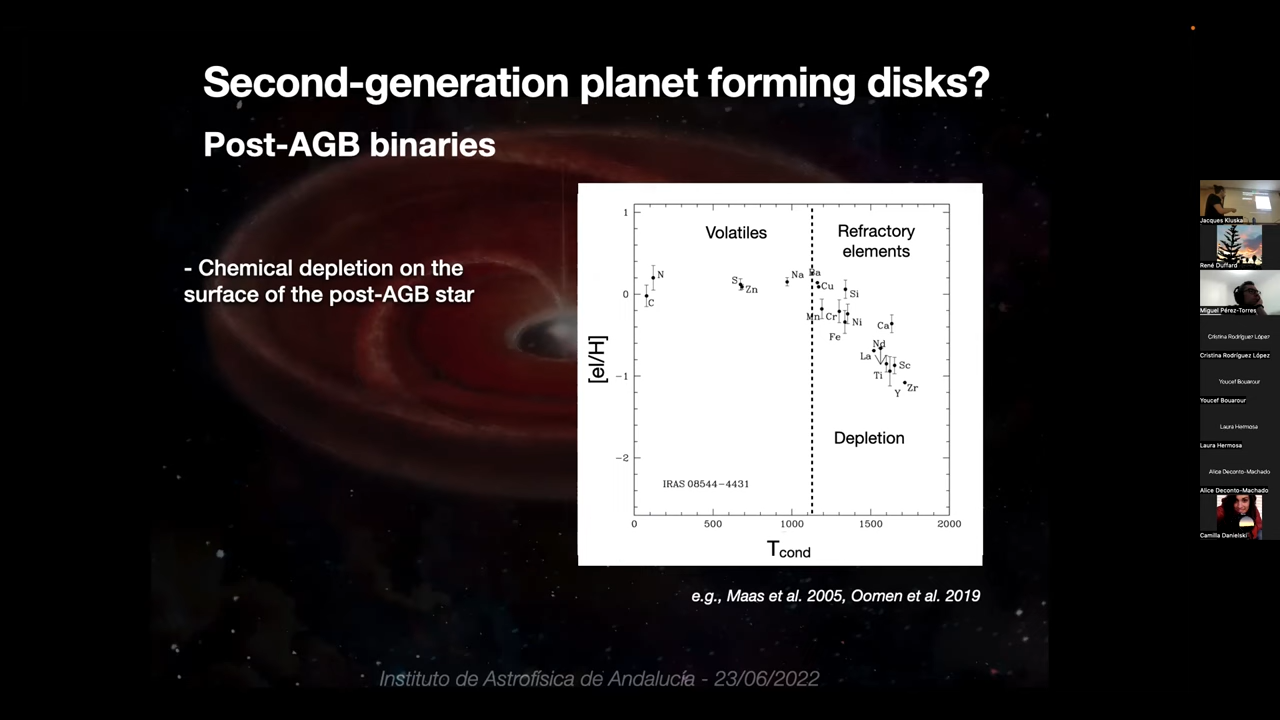 Second-generation planet forming disks?
Post-AGB binaries
- Chemical depletion on the
surface of the post-AGB star
Volatiles
Refractory
elements
N
C
S
Zn
Na
Ba
Cu
Si
Mn
Cr
Ni
Fe
Ca
Nd
La
Sc
Ti
Y
Zr
Depletion
IRAS 08544-4431
[el/H]
1
0
-1
-2
0
500
1000
1500
2000
Tcond
e.g., Maas et al. 2005, Oomen et al. 2019
Instituto de Astrofísica de Andalucía - 23/06/2022
Jacques Kluska
René Duffard
Miguel Pérez-Torres
Cristina Rodríguez López
Cristina Rodríguez López
Youcef Bouarour
Youcef Bouarour
Laura Hermosa
Laura Hermosa
Alice Deconto-Machado
Alice Deconto-Machado
Camilla Danielski